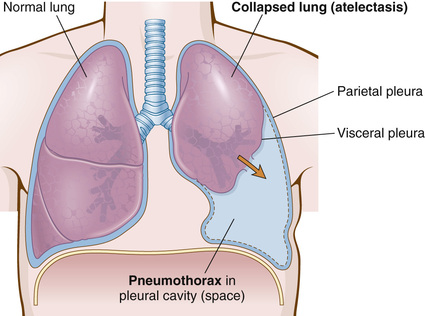 Normal lung
Collapsed lung (atelectasis)
Parietal pleura
Visceral pleura
Pneumothorax in
pleural cavity (space)